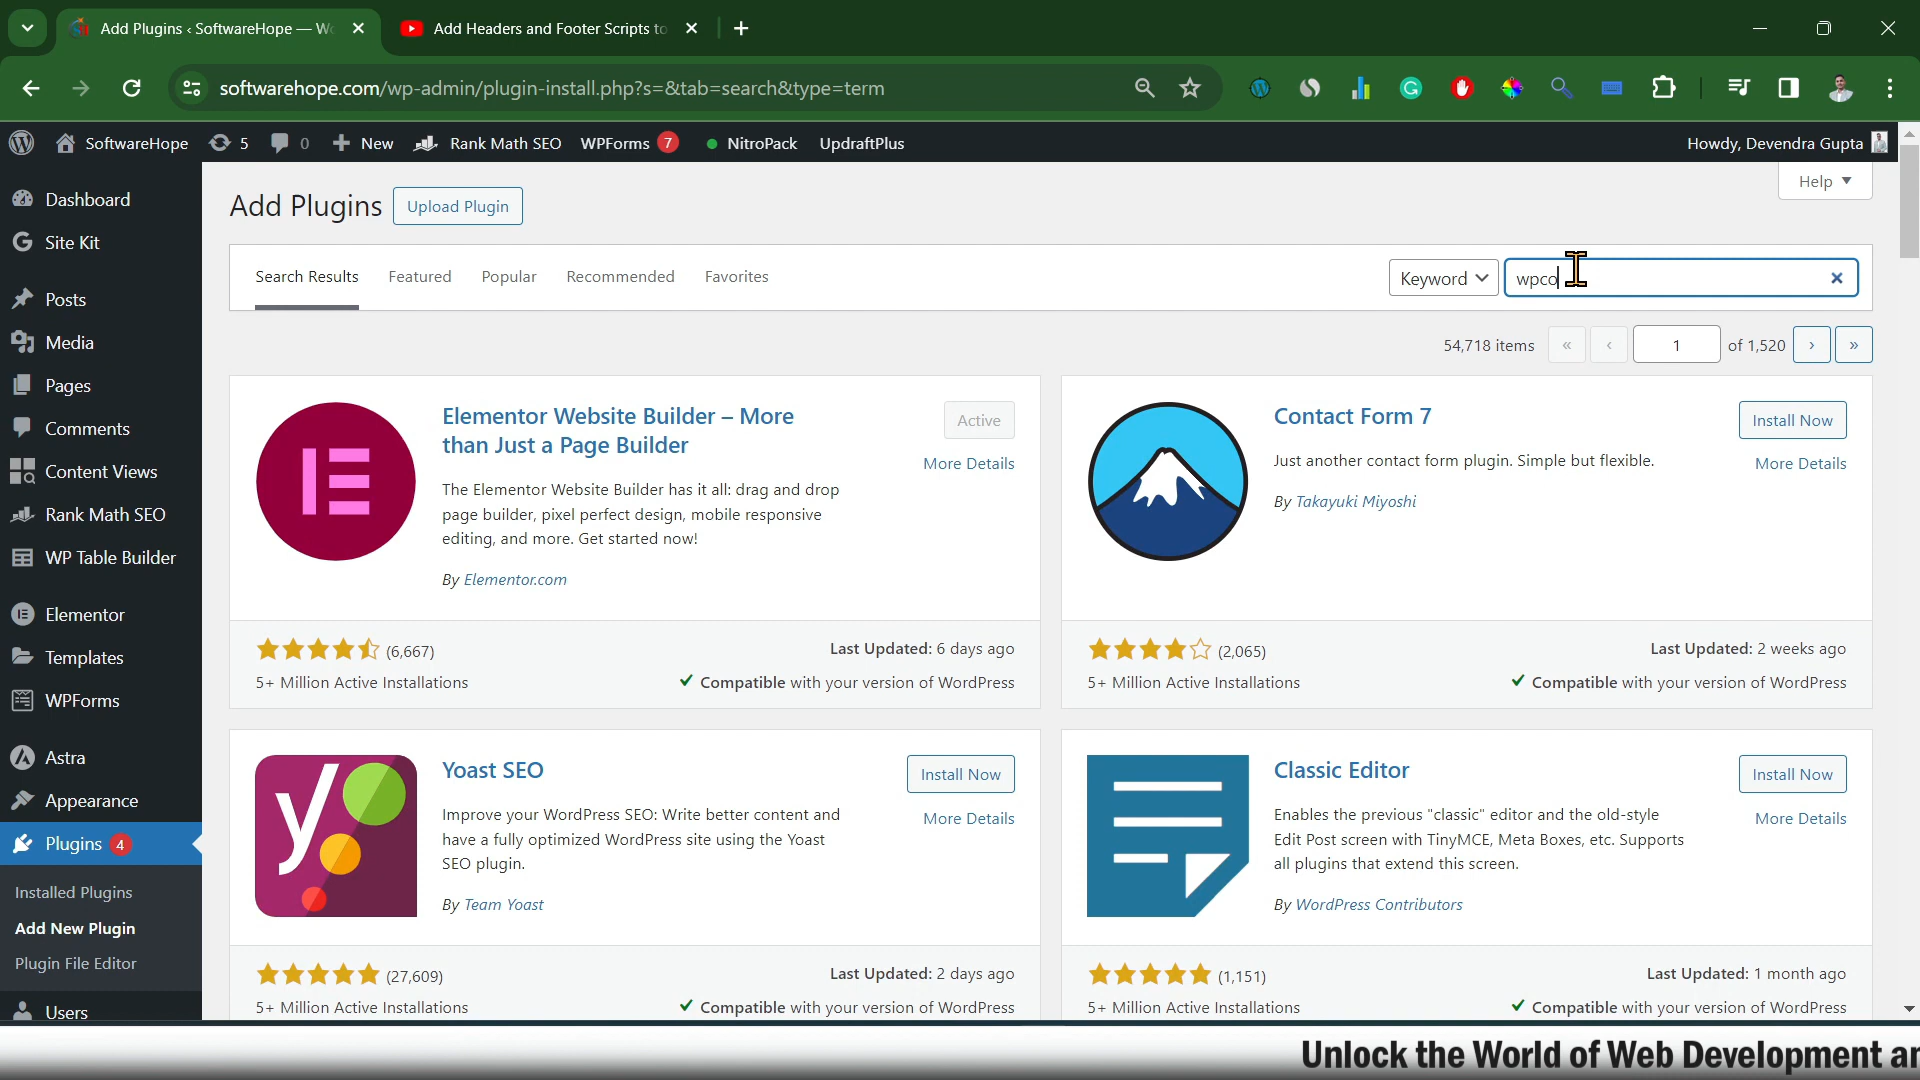 Add Plugins ‹ SoftwareHope — W
Add Headers and Footer Scripts to
softwarehope.com/wp-admin/plugin-install.php?s=&tab=search&type=term
SoftwareHope
5
0
New
Rank Math SEO
WPForms 7
NitroPack
UpdraftPlus
Howdy, Devendra Gupta
Dashboard
Site Kit
Posts
Media
Pages
Comments
Content Views
Rank Math SEO
WP Table Builder
Elementor
Templates
WPForms
Astra
Appearance
Plugins 4
Installed Plugins
Add New Plugin
Plugin File Editor
Users
Help
Add Plugins
Upload Plugin
Search Results
Featured
Popular
Recommended
Favorites
Keyword
wpco
54,718 items « ‹ 1 of 1,520 › »
Elementor Website Builder – More
than Just a Page Builder
Active
More Details
The Elementor Website Builder has it all: drag and drop
page builder, pixel perfect design, mobile responsive
editing, and more. Get started now!
By Elementor.com
(6,667)
Last Updated: 6 days ago
5+ Million Active Installations
Compatible with your version of WordPress
Contact Form 7
Install Now
More Details
Just another contact form plugin. Simple but flexible.
By Takayuki Miyoshi
(2,065)
Last Updated: 2 weeks ago
5+ Million Active Installations
Compatible with your version of WordPress
Yoast SEO
Install Now
More Details
Improve your WordPress SEO: Write better content and
have a fully optimized WordPress site using the Yoast
SEO plugin.
By Team Yoast
(27,609)
Last Updated: 2 days ago
5+ Million Active Installations
Compatible with your version of WordPress
Classic Editor
Install Now
More Details
Enables the previous "classic" editor and the old-style
Edit Post screen with TinyMCE, Meta Boxes, etc. Supports
all plugins that extend this screen.
By WordPress Contributors
(1,151)
Last Updated: 1 month ago
5+ Million Active Installations
Compatible with your version of WordPress
Unlock the World of Web Development